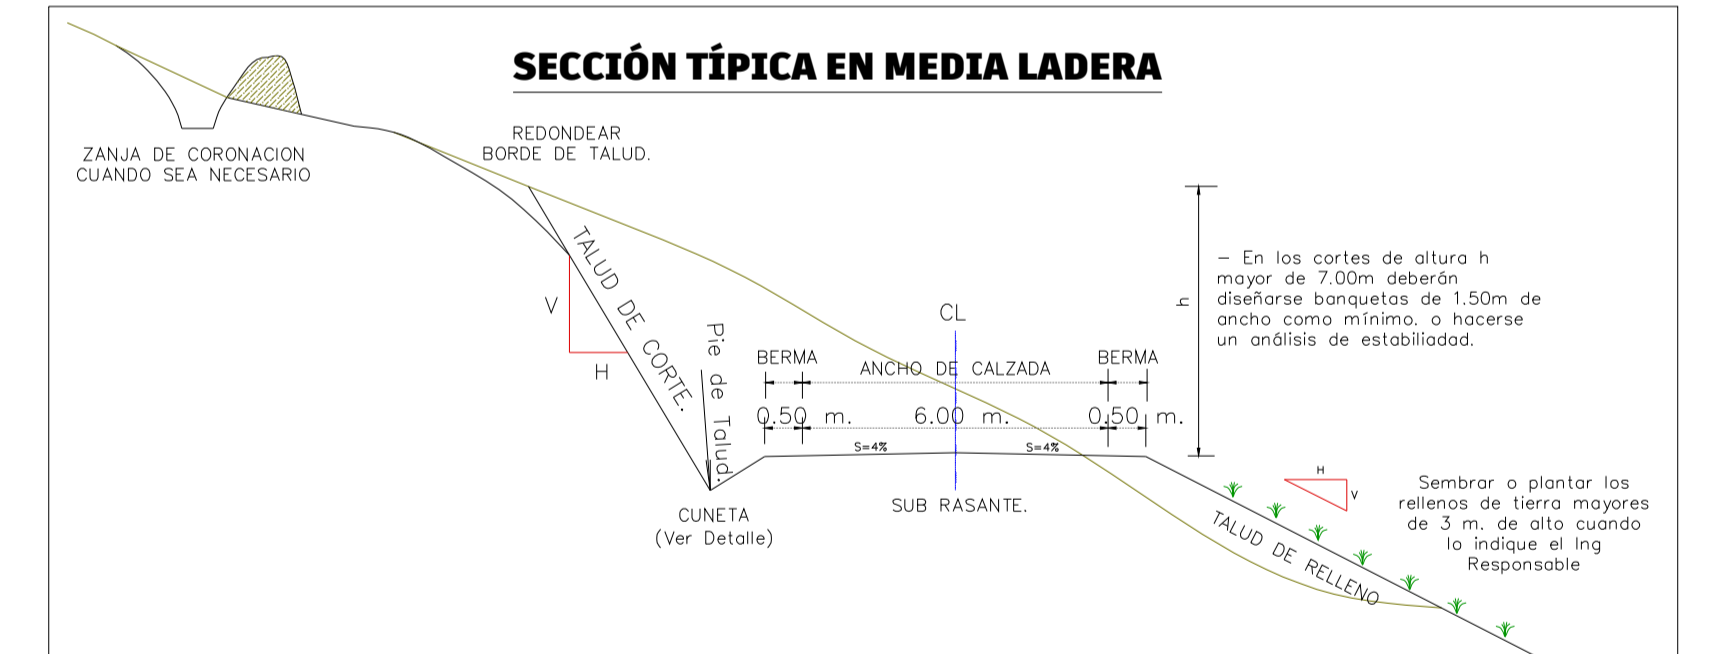 SECCIÓN TÍPICA EN MEDIA LADERA
ZANJA DE CORONACION
CUANDO SEA NECESARIO
REDONDEAR
BORDE DE TALUD.
TALUD DE CORTE.
V
H
Pie de Talud.
CUNETA
(Ver Detalle)
CL
BERMA
ANCHO DE CALZADA
BERMA
0.50 m.
6.00 m.
0.50 m.
S=4%
S=4%
SUB RASANTE.
h
– En los cortes de altura h
mayor de 7.00m deberán
diseñarse banquetas de 1.50m de
ancho como mínimo. o hacerse
un análisis de estabiliadad.
H
V
TALUD DE RELLENO
Sembrar o plantar los
rellenos de tierra mayores
de 3 m. de alto cuando
lo indique el Ing
Responsable